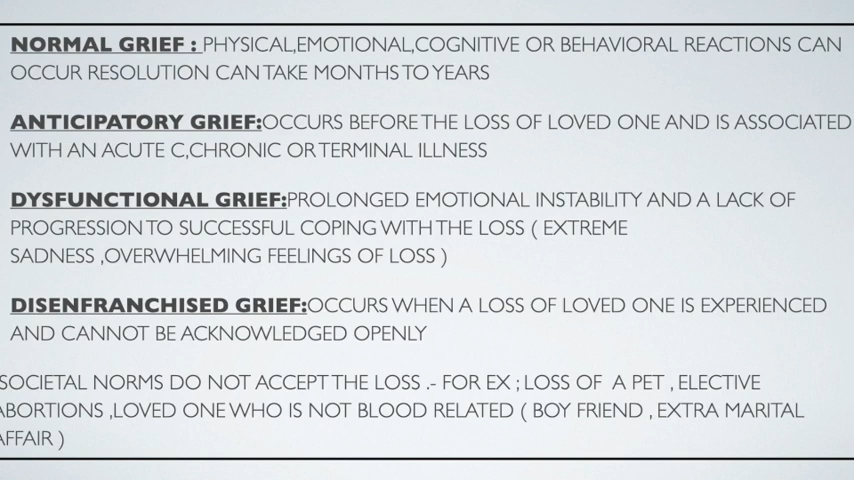 NORMAL GRIEF : PHYSICAL,EMOTIONAL,COGNITIVE OR BEHAVIORAL REACTIONS CAN
OCCUR RESOLUTION CAN TAKE MONTHS TO YEARS
ANTICIPATORY GRIEF:OCCURS BEFORE THE LOSS OF LOVED ONE AND IS ASSOCIATED
WITH AN ACUTE C,CHRONIC OR TERMINAL ILLNESS
DYSFUNCTIONAL GRIEF:PROLONGED EMOTIONAL INSTABILITY AND A LACK OF
PROGRESSION TO SUCCESSFUL COPING WITH THE LOSS ( EXTREME
SADNESS ,OVERWHELMING FEELINGS OF LOSS )
DISENFRANCHISED GRIEF:OCCURS WHEN A LOSS OF LOVED ONE IS EXPERIENCED
AND CANNOT BE ACKNOWLEDGED OPENLY
SOCIETAL NORMS DO NOT ACCEPT THE LOSS .- FOR EX ; LOSS OF A PET , ELECTIVE
ABORTIONS ,LOVED ONE WHO IS NOT BLOOD RELATED ( BOY FRIEND , EXTRA MARITAL
AFFAIR )